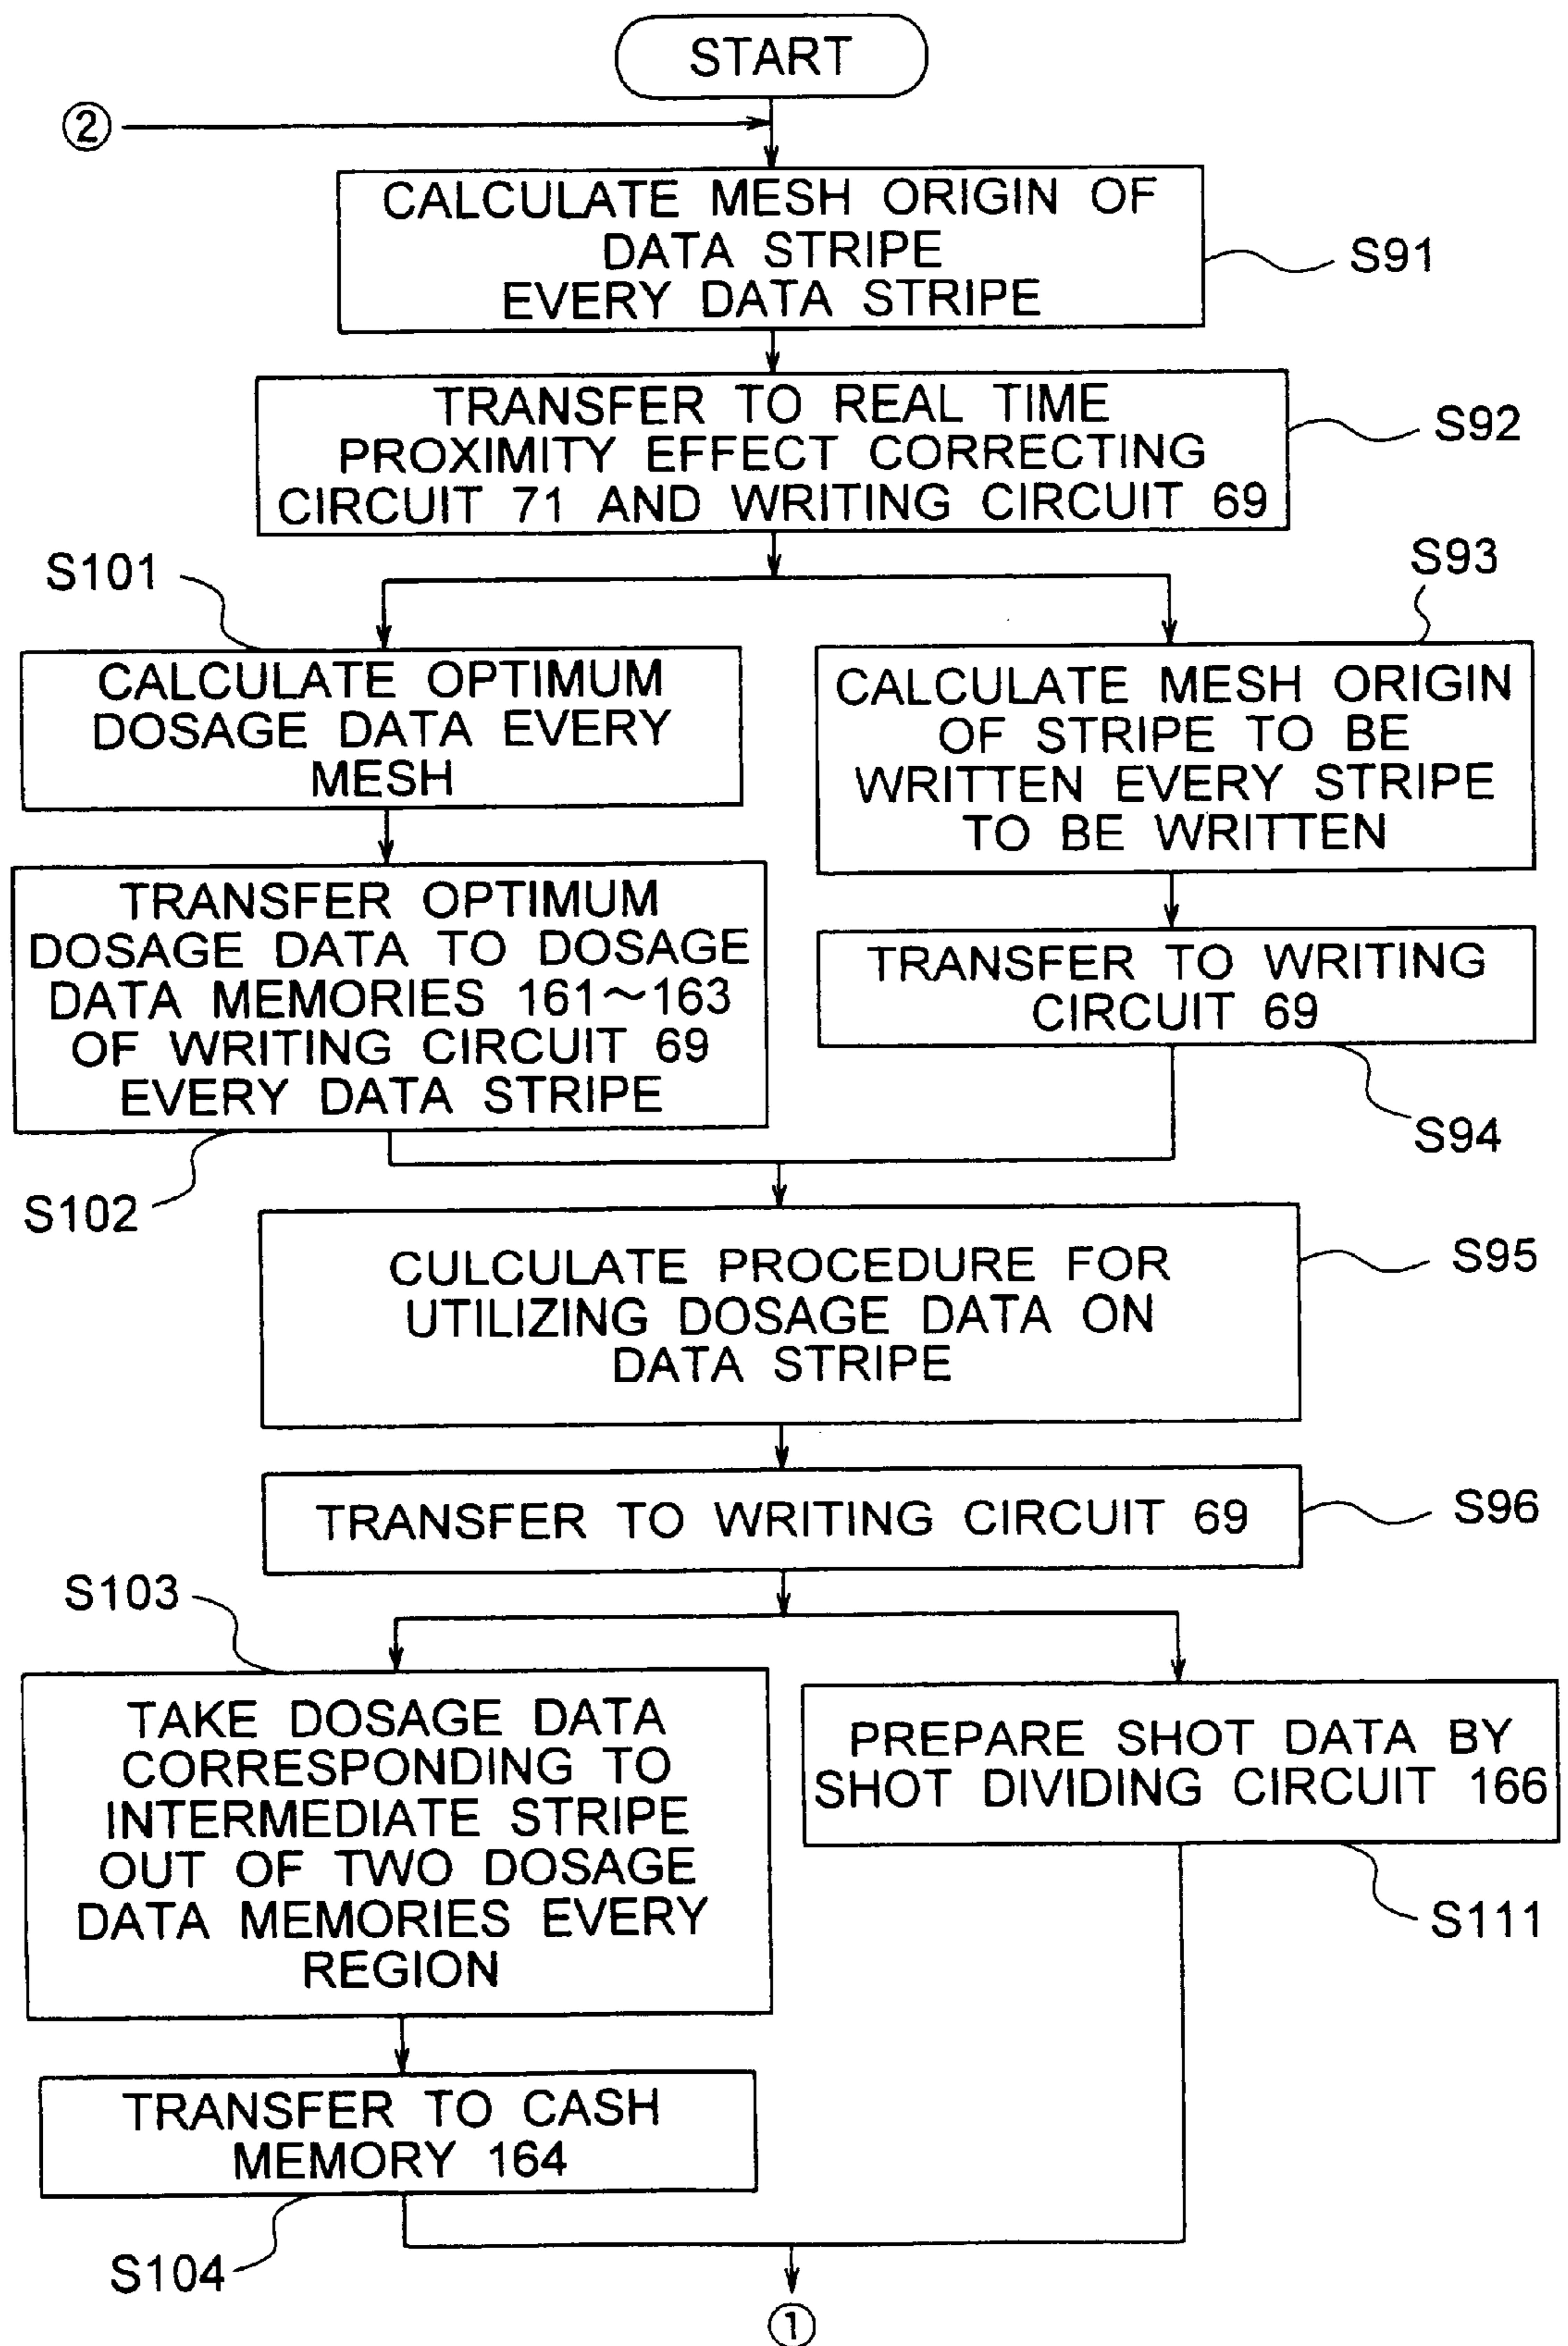 START
②
CALCULATE MESH ORIGIN OF
DATA STRIPE
EVERY DATA STRIPE
S91
TRANSFER TO REAL TIME
PROXIMITY EFFECT CORRECTING
CIRCUIT 71 AND WRITING CIRCUIT 69
S92
S101
CALCULATE OPTIMUM
DOSAGE DATA EVERY
MESH
S93
CALCULATE MESH ORIGIN
OF STRIPE TO BE
WRITTEN EVERY STRIPE
TO BE WRITTEN
TRANSFER OPTIMUM
DOSAGE DATA TO DOSAGE
DATA MEMORIES 161~163
OF WRITING CIRCUIT 69
EVERY DATA STRIPE
S102
TRANSFER TO WRITING
CIRCUIT 69
S94
CULCULATE PROCEDURE FOR
UTILIZING DOSAGE DATA ON
DATA STRIPE
S95
TRANSFER TO WRITING CIRCUIT 69
S96
S103
TAKE DOSAGE DATA
CORRESPONDING TO
INTERMEDIATE STRIPE
OUT OF TWO DOSAGE
DATA MEMORIES EVERY
REGION
PREPARE SHOT DATA BY
SHOT DIVIDING CIRCUIT 166
S111
TRANSFER TO CASH
MEMORY 164
S104
①